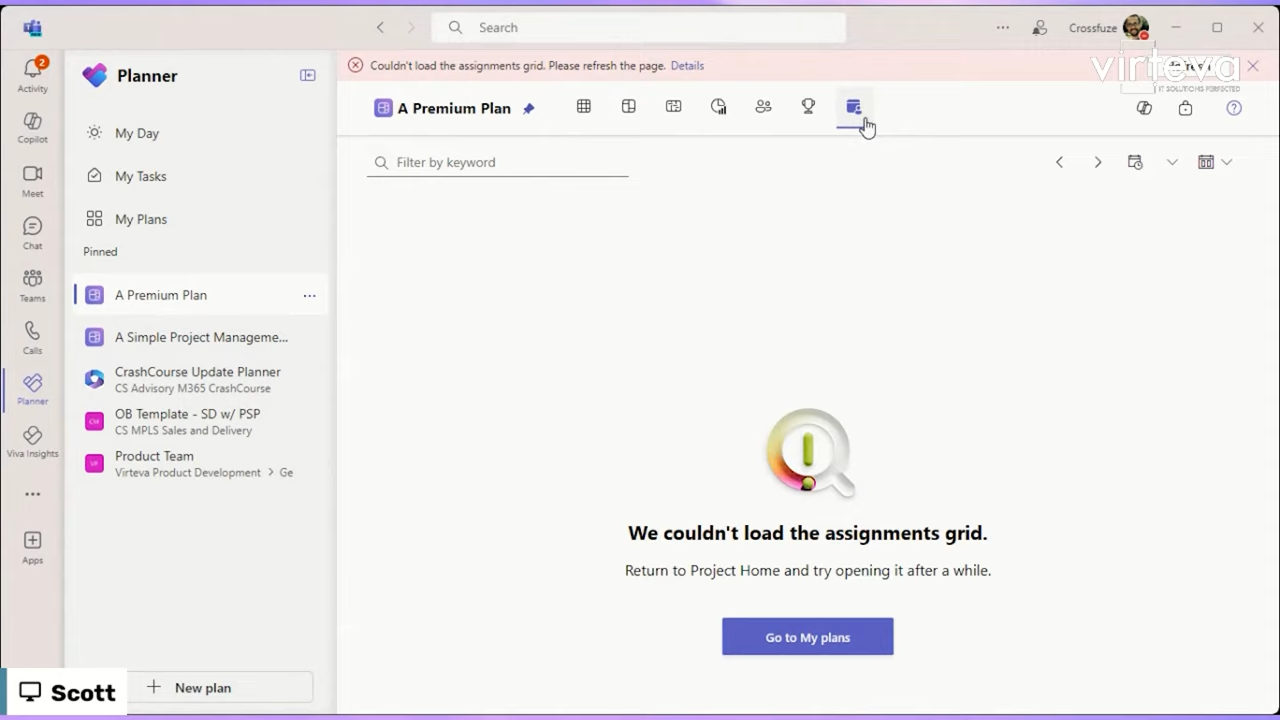 Search
Crossfuze
2
Activity
Copilot
Meet
Chat
Teams
Calls
Planner
Viva Insights
Apps
Planner
My Day
My Tasks
My Plans
Pinned
A Premium Plan
A Simple Project Manageme...
CrashCourse Update Planner
CS Advisory M365 CrashCourse
OB Template - SD w/ PSP
CS MPLS Sales and Delivery
Product Team
Virteva Product Development > Ge
New plan
Scott
Couldn't load the assignments grid. Please refresh the page. Details
virteva
IT SOLUTIONS PERFECTED
A Premium Plan
Filter by keyword
We couldn't load the assignments grid.
Return to Project Home and try opening it after a while.
Go to My plans